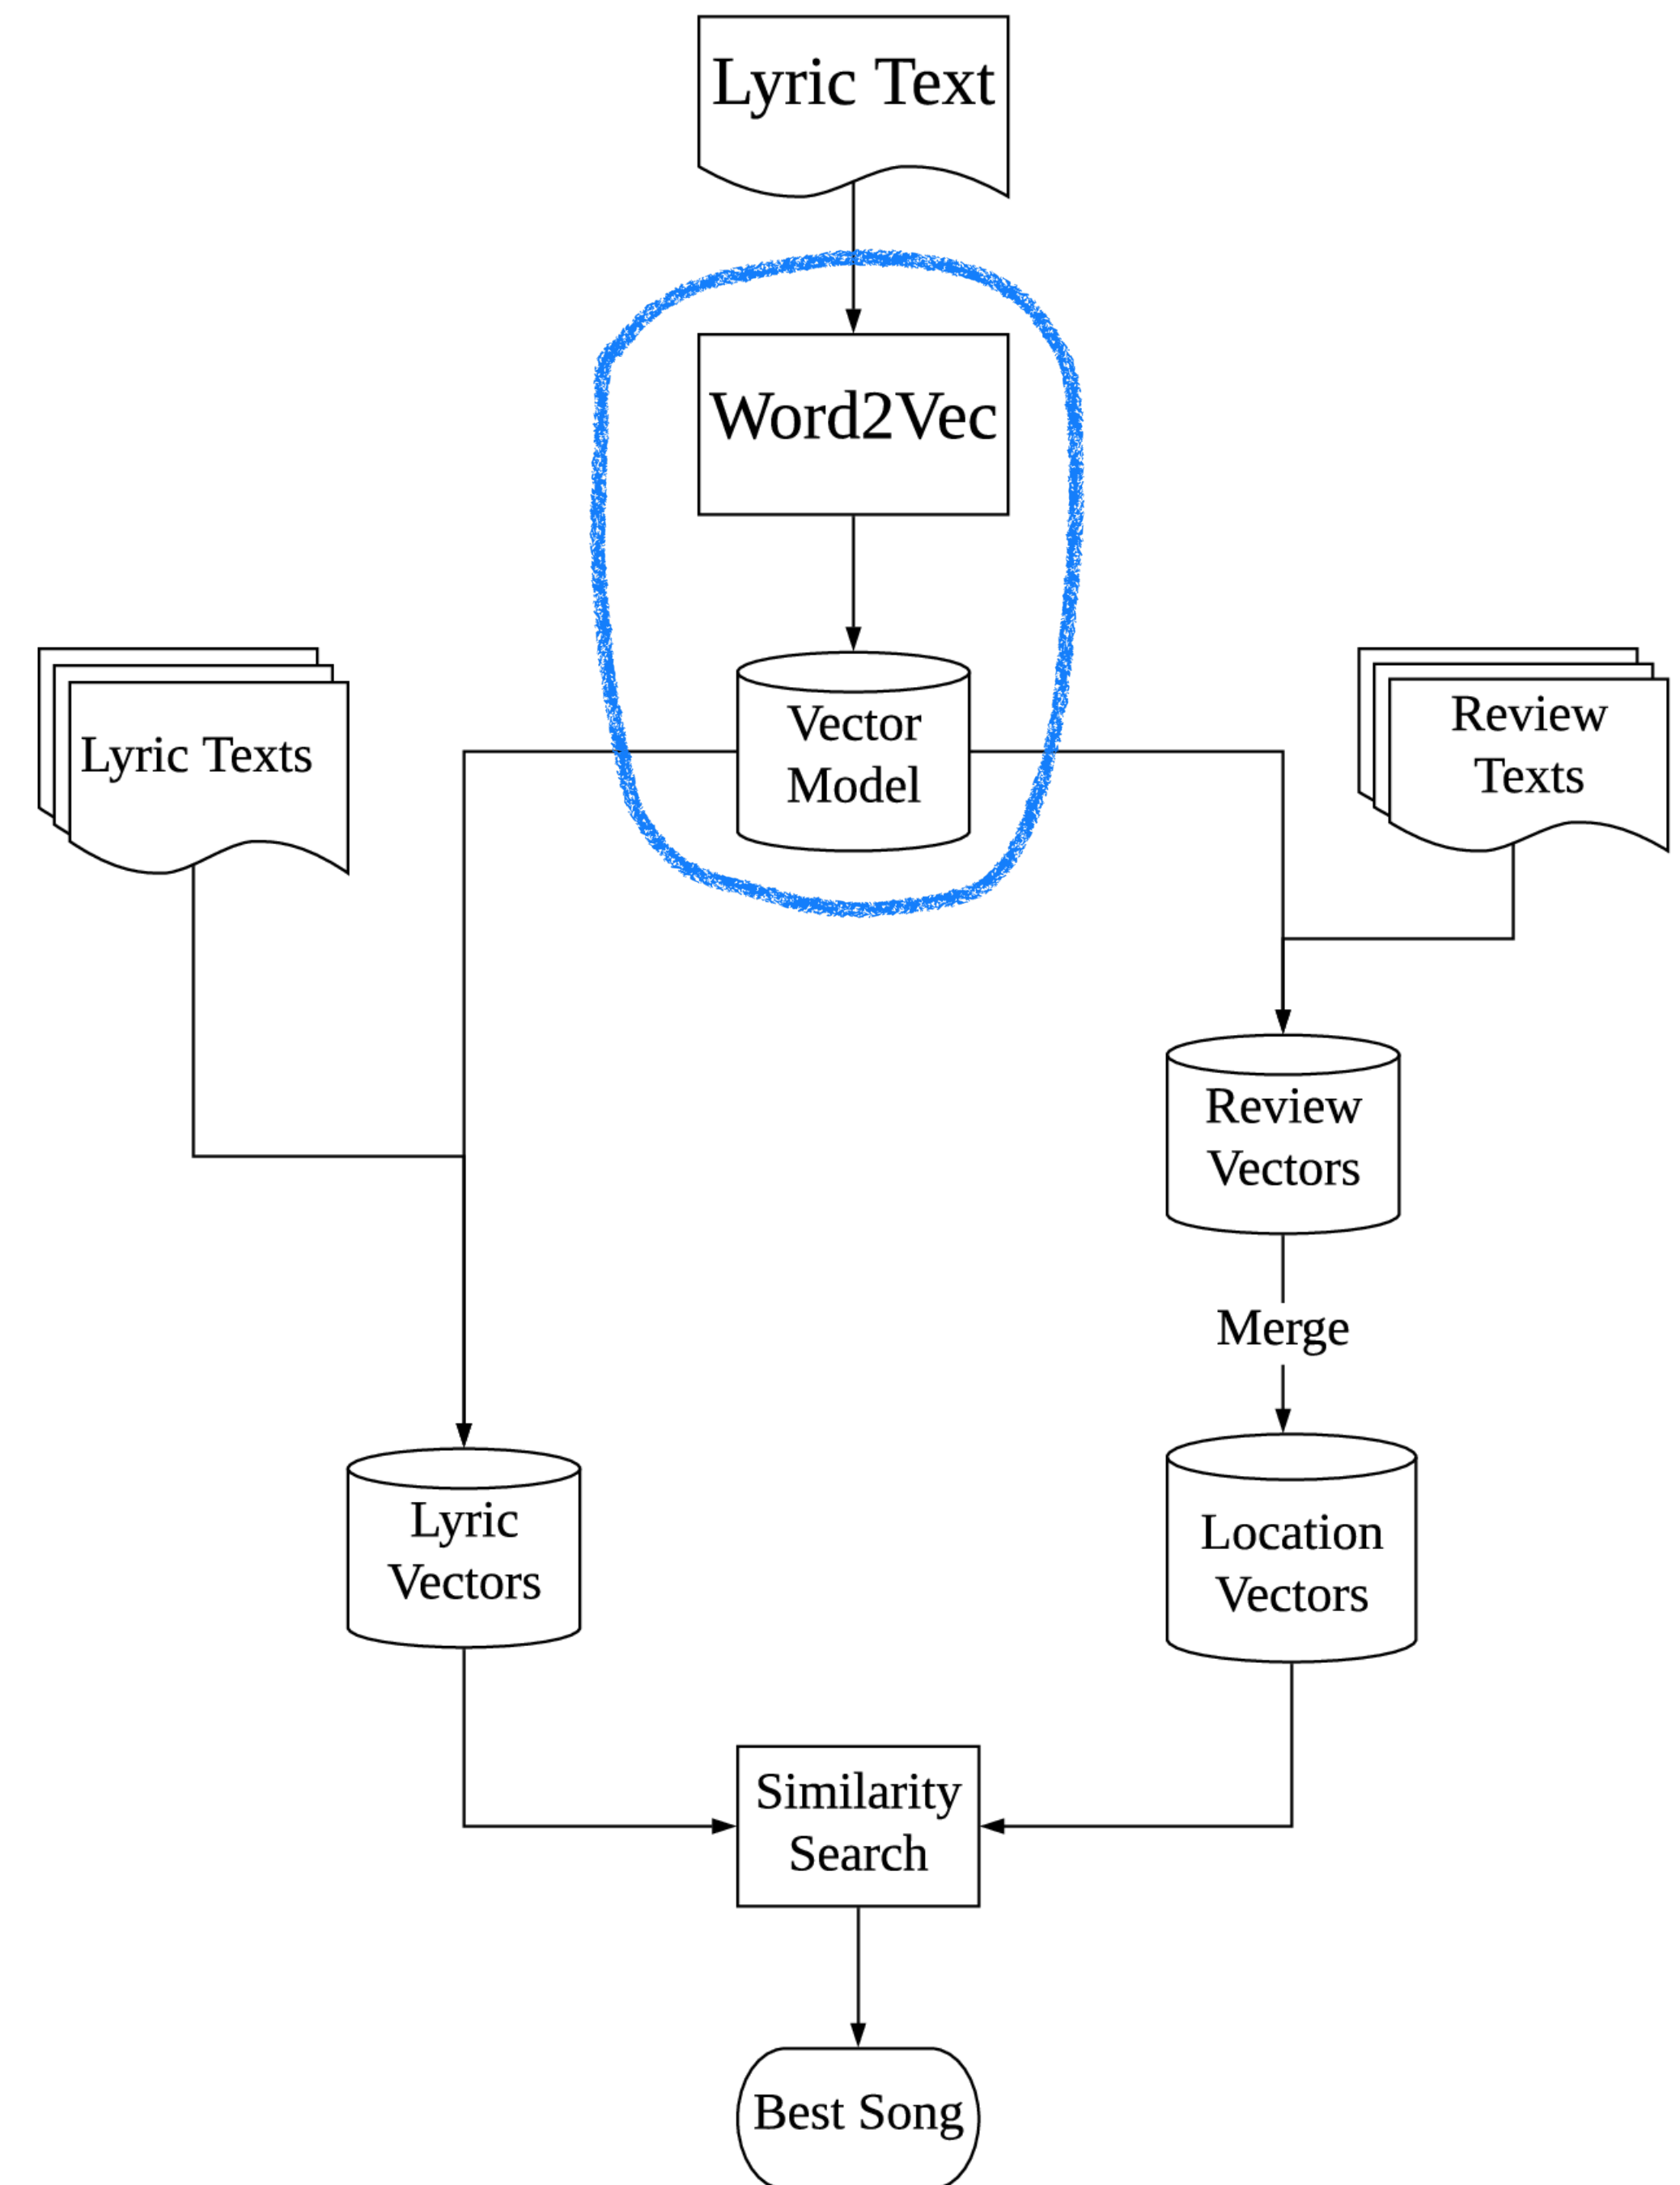 Lyric Text
Word2Vec
Vector
Model
Lyric Texts
Review
Texts
Review
Vectors
Merge
Lyric
Vectors
Location
Vectors
Similarity
Search
Best Song